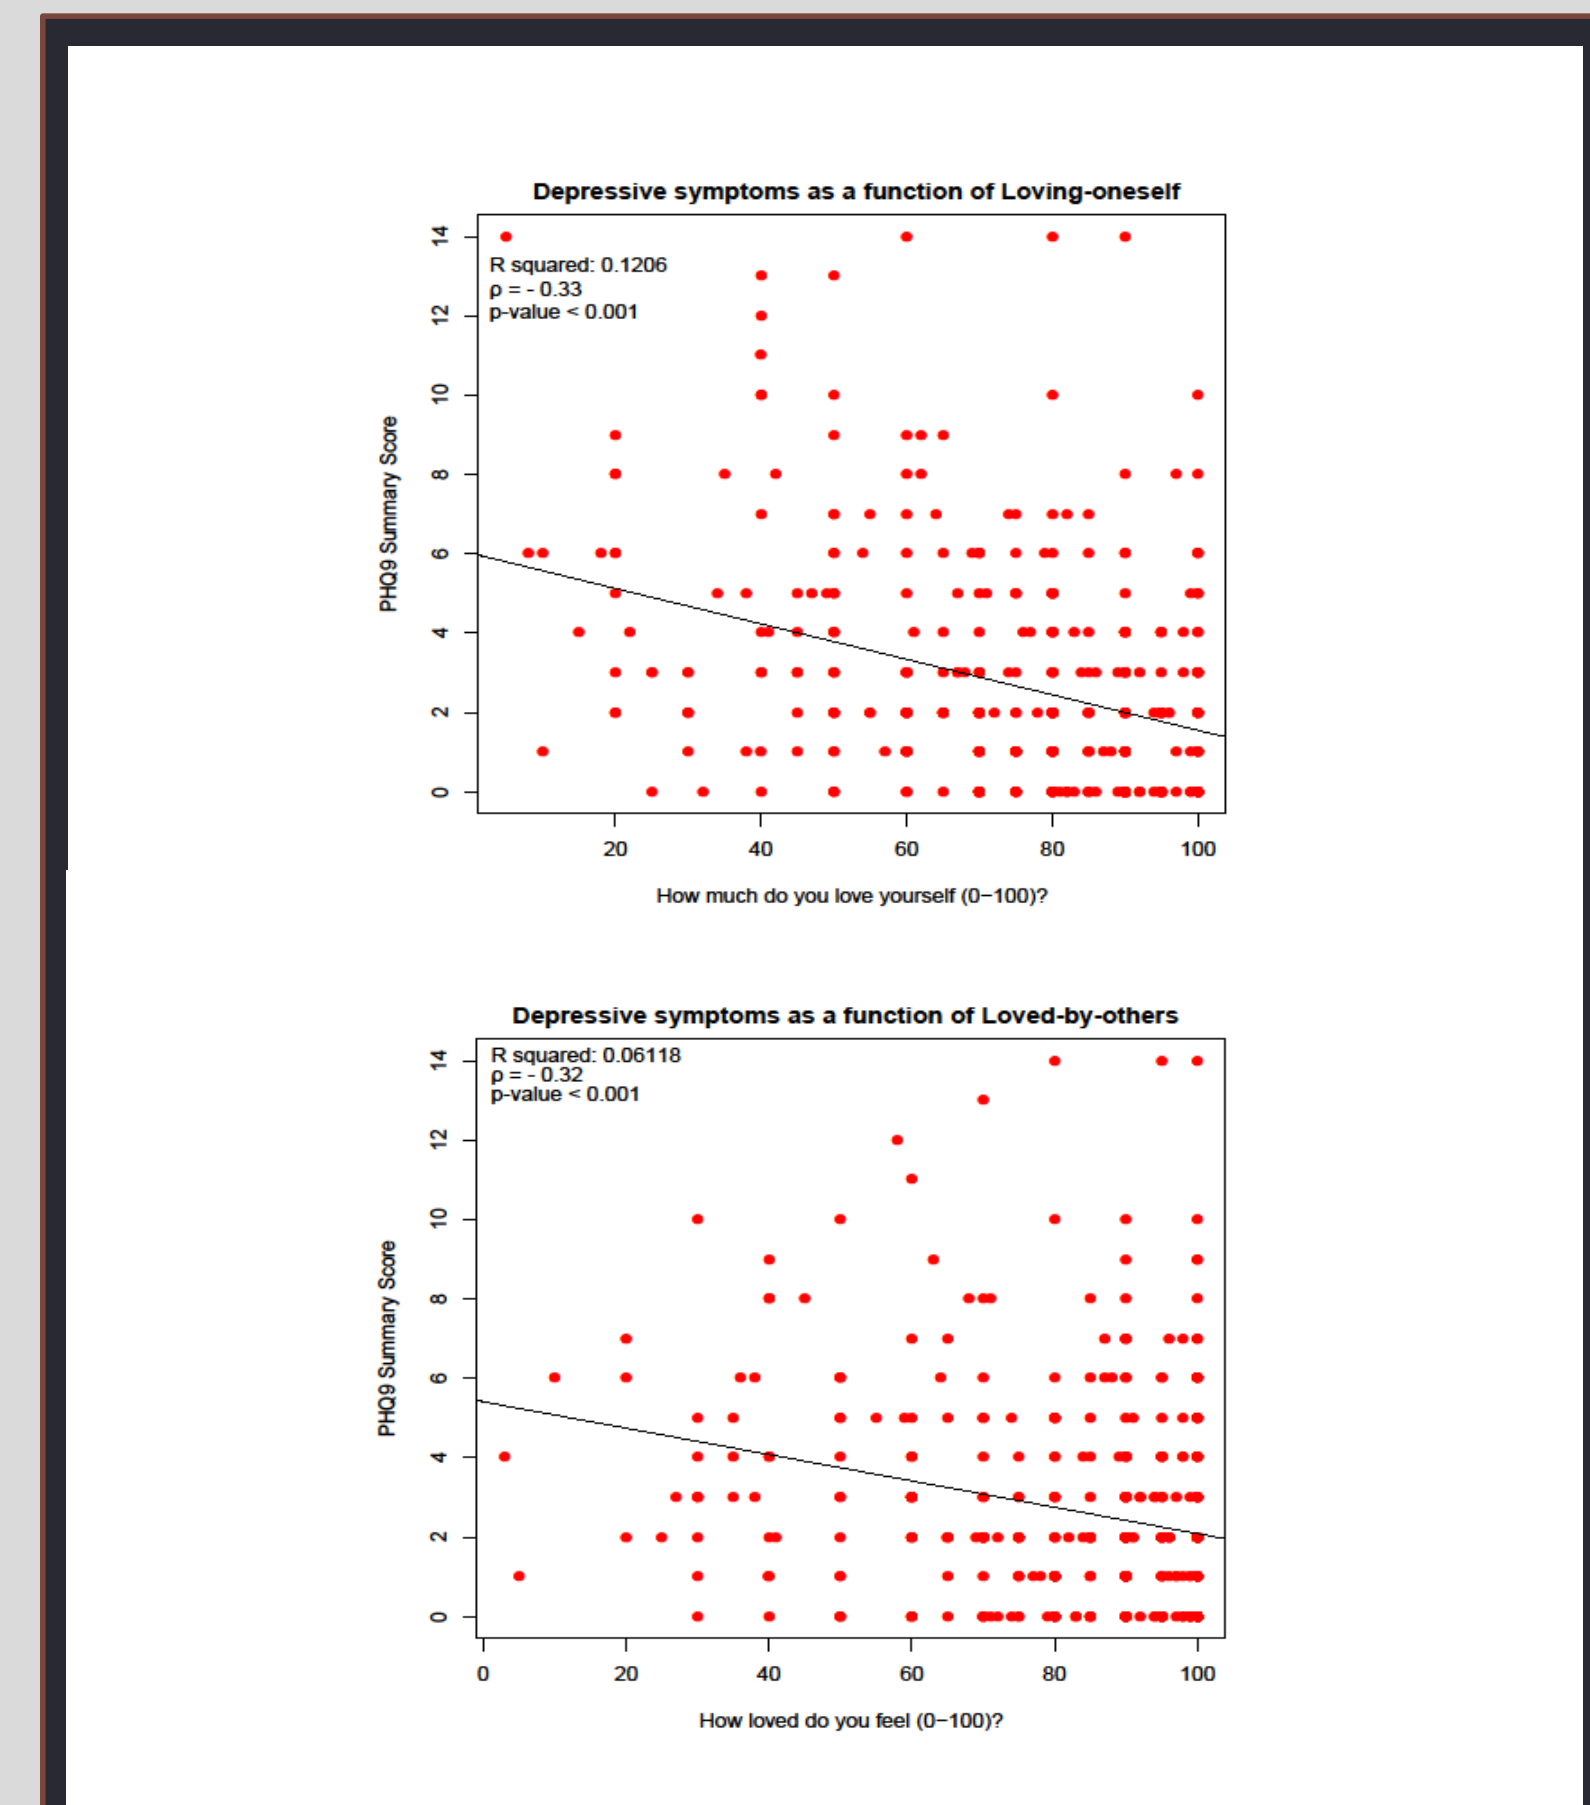 Depressive symptoms as a function of Loving-oneself
R squared: 0.1206
ρ = - 0.33
p-value < 0.001
PHQ9 Summary Score
14
12
10
8
6
4
2
0
20 40 60 80 100
How much do you love yourself (0−100)?
Depressive symptoms as a function of Loved-by-others
R squared: 0.06118
ρ = - 0.32
p-value < 0.001
PHQ9 Summary Score
14
12
10
8
6
4
2
0
0 20 40 60 80 100
How loved do you feel (0−100)?